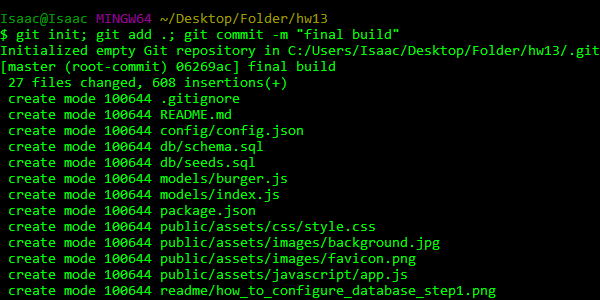 Isaac@Isaac MINGW64 ~/Desktop/Folder/hw13
$ git init; git add .; git commit -m "final build"
Initialized empty Git repository in C:/Users/Isaac/Desktop/Folder/hw13/.git
[master (root-commit) 06269ac] final build
 27 files changed, 608 insertions(+)
 create mode 100644 .gitignore
 create mode 100644 README.md
 create mode 100644 config/config.json
 create mode 100644 db/schema.sql
 create mode 100644 db/seeds.sql
 create mode 100644 models/burger.js
 create mode 100644 models/index.js
 create mode 100644 package.json
 create mode 100644 public/assets/css/style.css
 create mode 100644 public/assets/images/background.jpg
 create mode 100644 public/assets/images/favicon.png
 create mode 100644 public/assets/javascript/app.js
 create mode 100644 readme/how_to_configure_database_step1.png